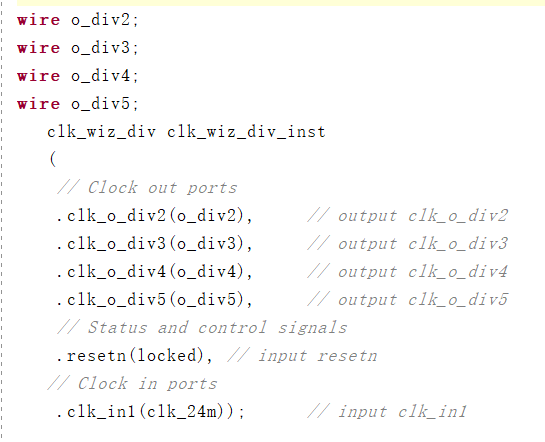 wire o_div2;
wire o_div3;
wire o_div4;
wire o_div5;
clk_wiz_div clk_wiz_div_inst
(
// Clock out ports
.clk_o_div2(o_div2), // output clk_o_div2
.clk_o_div3(o_div3), // output clk_o_div3
.clk_o_div4(o_div4), // output clk_o_div4
.clk_o_div5(o_div5), // output clk_o_div5
// Status and control signals
.resetn(locked), // input resetn
// Clock in ports
.clk_in1(clk_24m)); // input clk_in1